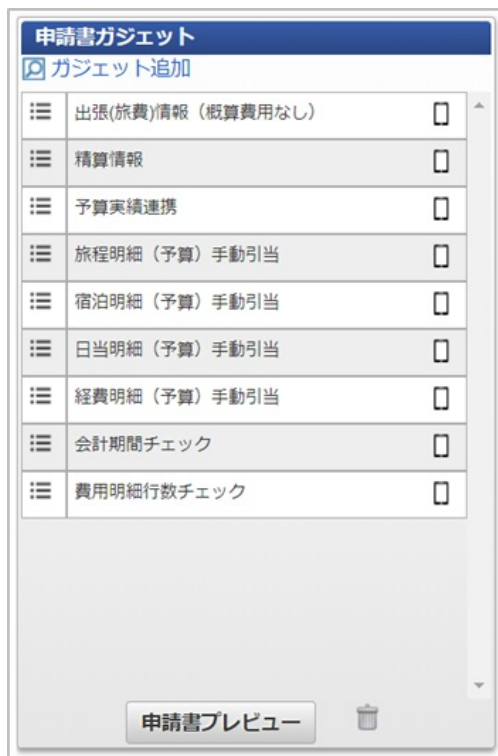 申請書ガジェット
ガジェット追加
出張(旅費)情報（概算費用なし）
精算情報
予算実績連携
旅程明細（予算）手動引当
宿泊明細（予算）手動引当
日当明細（予算）手動引当
経費明細（予算）手動引当
会計期間チェック
費用明細行数チェック
申請書プレビュー